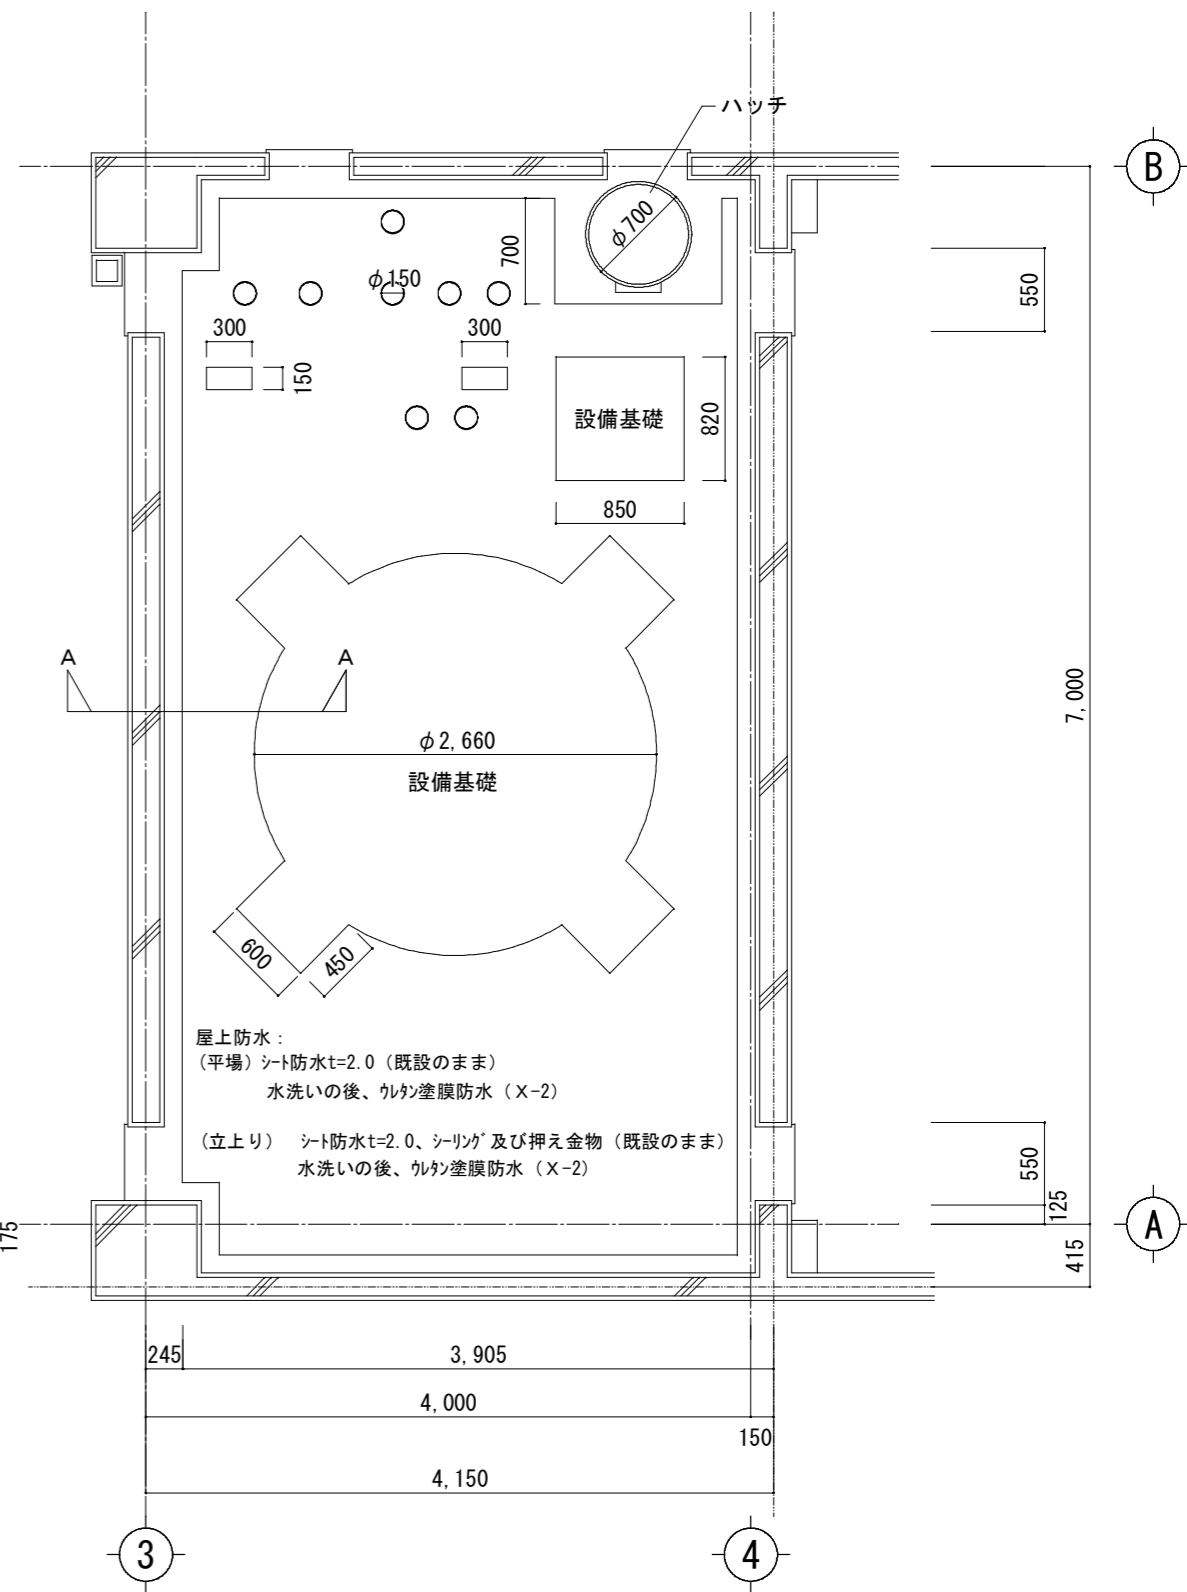 ハッチ
B
φ700
700
φ150
550
300
300
150
設備基礎
820
850
A
A
7,000
φ2,660
設備基礎
600
450
屋上防水：
（平場）ｼｰﾄ防水t=2.0（既設のまま）
水洗いの後、ｳﾚﾀﾝ塗膜防水（X-2）
（立上り） ｼｰﾄ防水t=2.0、ｼｰﾘﾝｸﾞ及び押え金物（既設のまま）
水洗いの後、ｳﾚﾀﾝ塗膜防水（X-2）
550
125
175
A
415
245
3,905
4,000
150
4,150
3
4